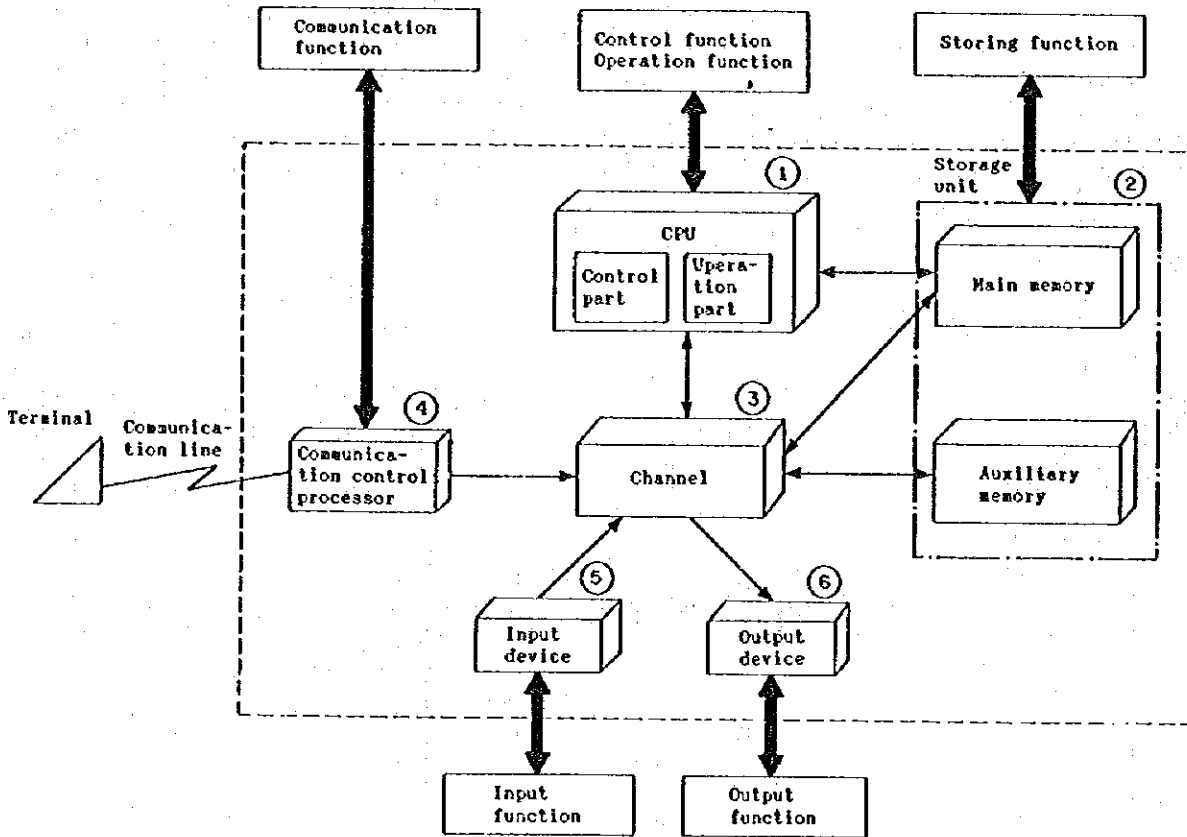 Communication
function
Control function
Operation function
Storing function
Storage
unit
1
2
CPU
Control
part
Opera-
tion
part
Main memory
Terminal
Communica-
tion line
4
Communica-
tion control
processor
3
Channel
Auxiliary
memory
5
Input
device
6
Output
device
Input
function
Output
function